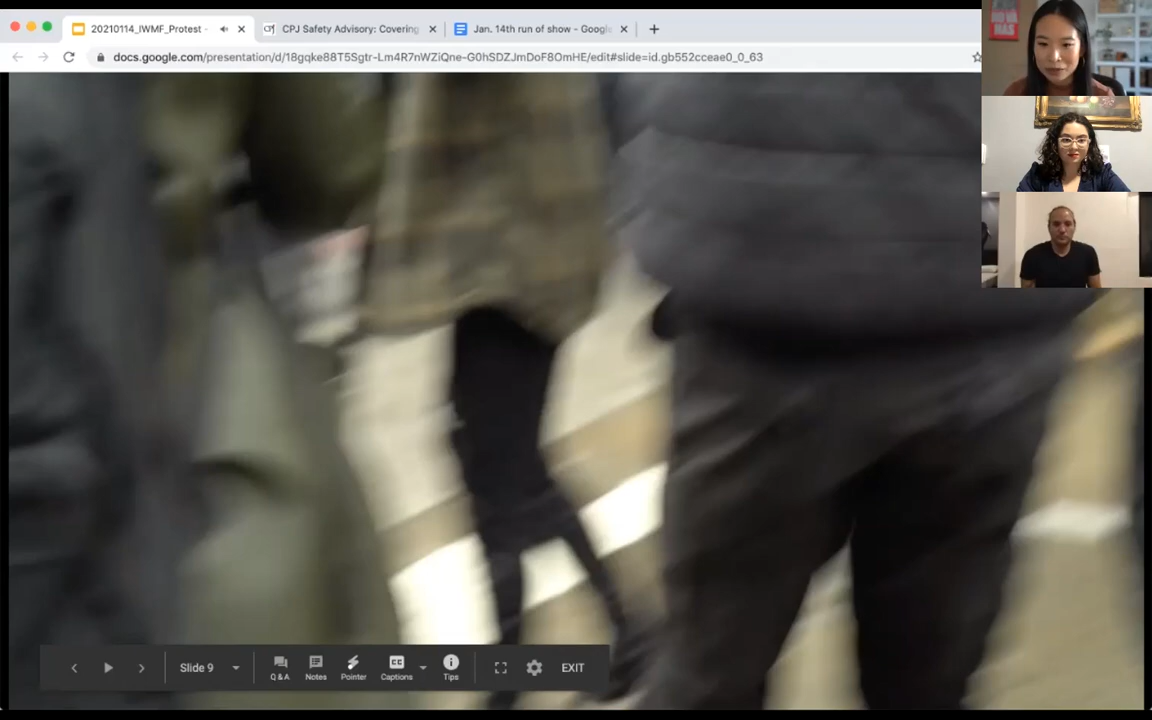 20210114_IWMF_Protest -
CPJ Safety Advisory: Covering
Jan. 14th run of show - Google
docs.google.com/presentation/d/18gqke88T5Sgtr-Lm4R7nWZiQne-G0hSDZJmDoF8OmHE/edit#slide=id.gb552cceae0_0_63
Slide 9
Q & A
Notes
Pointer
CC
Captions
Tips
EXIT